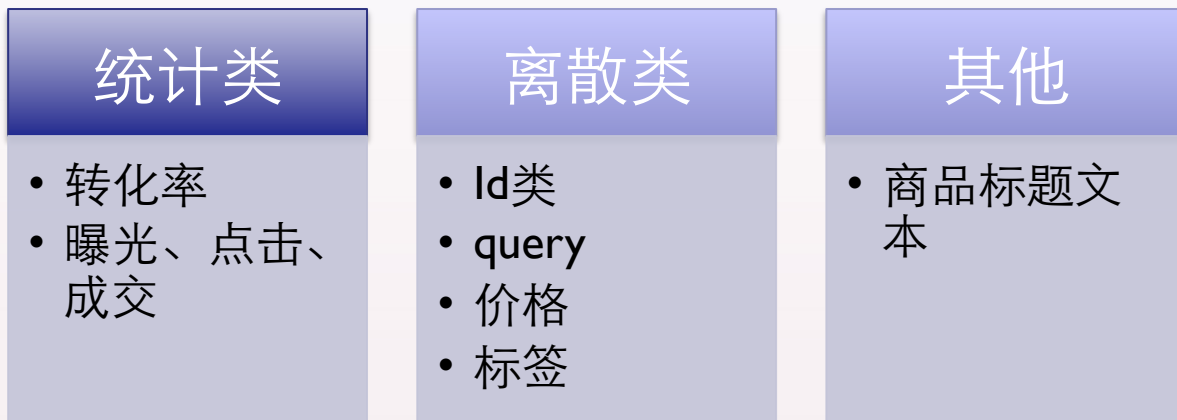 统计类
• 转化率
• 曝光、点击、
成交
离散类
• Id类
• query
• 价格
• 标签
其他
• 商品标题文
本